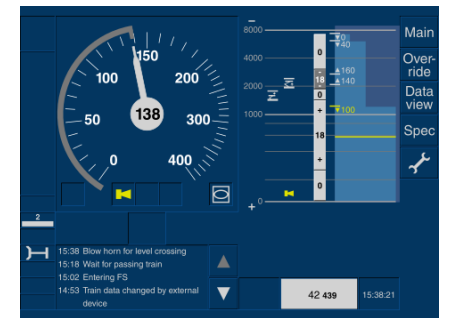 8000
4000
2000
1000
0
0
-
18
-
0
+
18
+
0
0
40
160
140
100
Main
Over-
ride
Data
view
Spec
150
100
200
50
138
300
0
400
2
15:38 Blow horn for level crossing
15:18 Wait for passing train
15:02 Entering FS
14:53 Train data changed by external
device
42 439
15:38:21